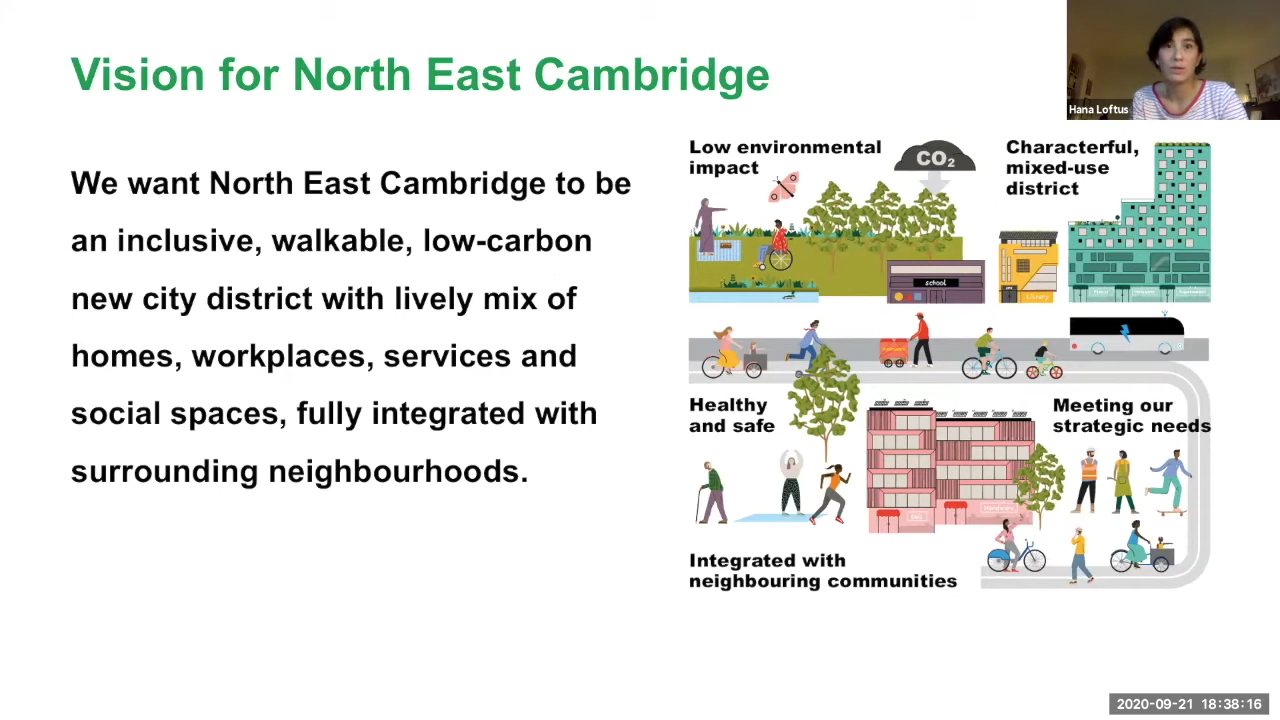 Vision for North East Cambridge
Hana Loftus
We want North East Cambridge to be
an inclusive, walkable, low-carbon
new city district with lively mix of
homes, workplaces, services and
social spaces, fully integrated with
surrounding neighbourhoods.
Low environmental
impact
CO₂
Characterful,
mixed-use
district
school
Library
Healthy
and safe
Meeting our
strategic needs
Deli
Hardware
Integrated with
neighbouring communities
2020-09-21 18:38:16